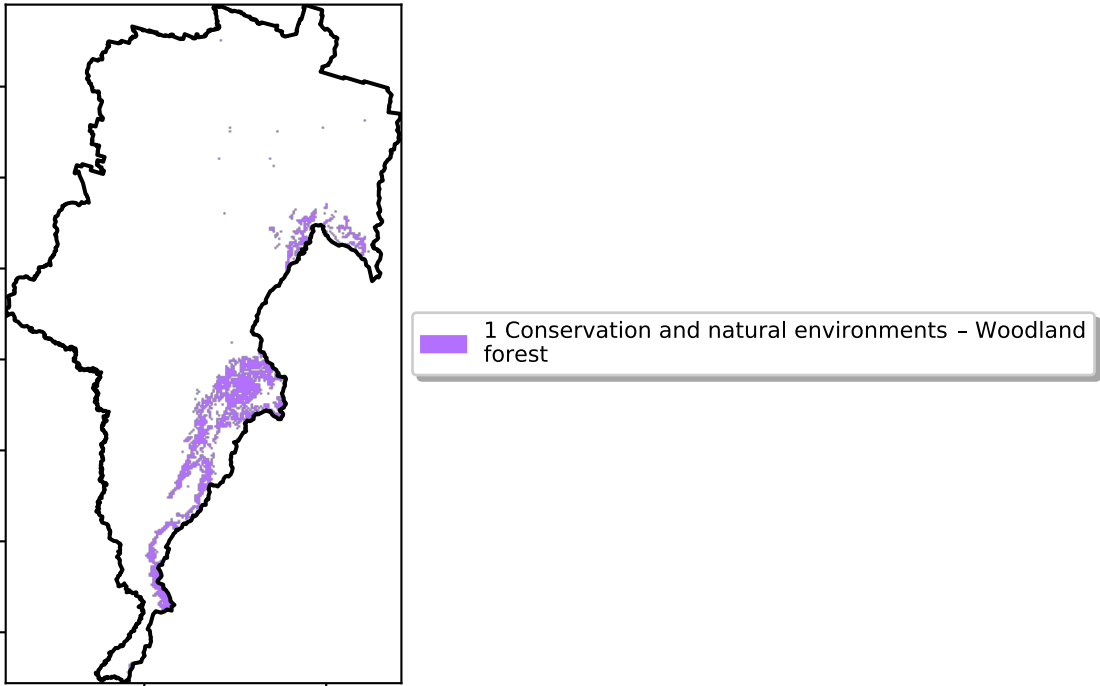 1 Conservation and natural environments – Woodland
forest